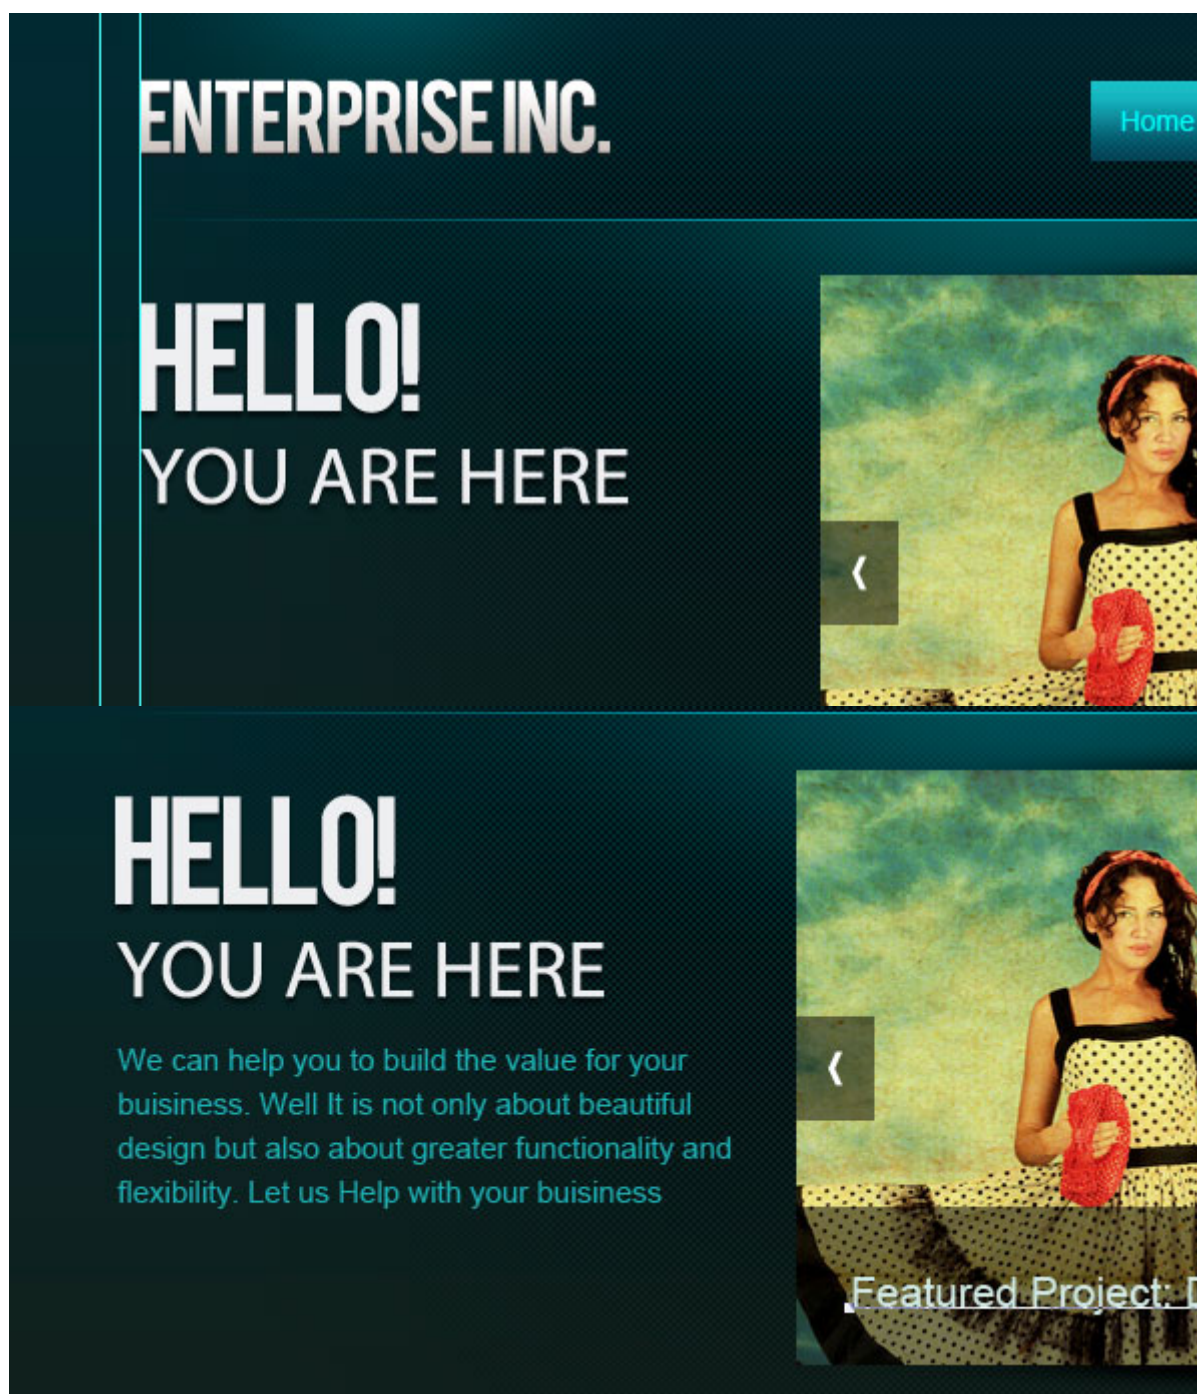 ENTERPRISE INC.
Home
HELLO!
YOU ARE HERE
HELLO!
YOU ARE HERE
We can help you to build the value for your
buisiness. Well It is not only about beautiful
design but also about greater functionality and
flexibility. Let us Help with your buisiness
Featured Project: